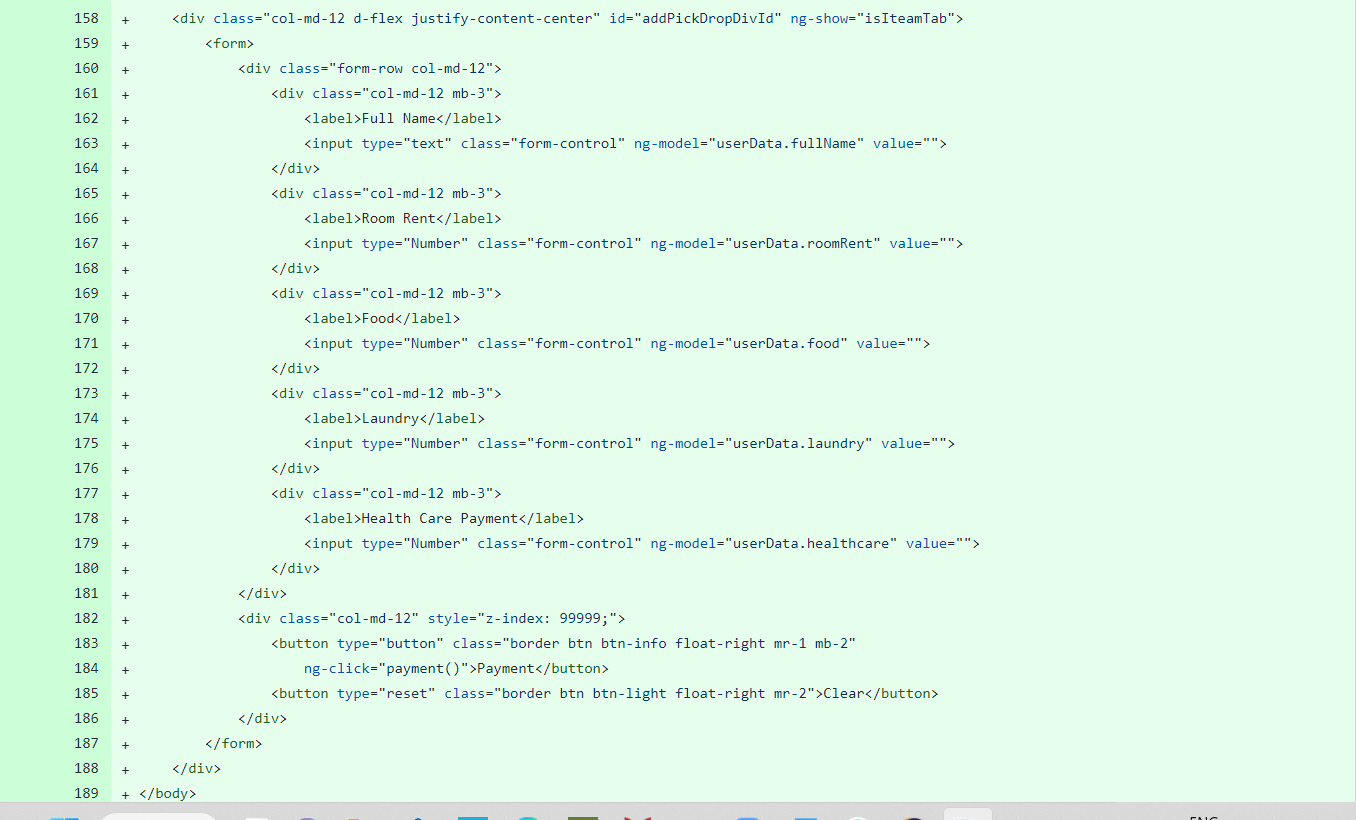 158 + <div class="col-md-12 d-flex justify-content-center" id="addPickDropDivId" ng-show="isIteamTab">
159 + <form>
160 + <div class="form-row col-md-12">
161 + <div class="col-md-12 mb-3">
162 + <label>Full Name</label>
163 + <input type="text" class="form-control" ng-model="userData.fullName" value="">
164 + </div>
165 + <div class="col-md-12 mb-3">
166 + <label>Room Rent</label>
167 + <input type="Number" class="form-control" ng-model="userData.roomRent" value="">
168 + </div>
169 + <div class="col-md-12 mb-3">
170 + <label>Food</label>
171 + <input type="Number" class="form-control" ng-model="userData.food" value="">
172 + </div>
173 + <div class="col-md-12 mb-3">
174 + <label>Laundry</label>
175 + <input type="Number" class="form-control" ng-model="userData.laundry" value="">
176 + </div>
177 + <div class="col-md-12 mb-3">
178 + <label>Health Care Payment</label>
179 + <input type="Number" class="form-control" ng-model="userData.healthcare" value="">
180 + </div>
181 + </div>
182 + <div class="col-md-12" style="z-index: 99999;">
183 + <button type="button" class="border btn btn-info float-right mr-1 mb-2"
184 + ng-click="payment()">Payment</button>
185 + <button type="reset" class="border btn btn-light float-right mr-2">Clear</button>
186 + </div>
187 + </form>
188 + </div>
189 + </body>
ENG